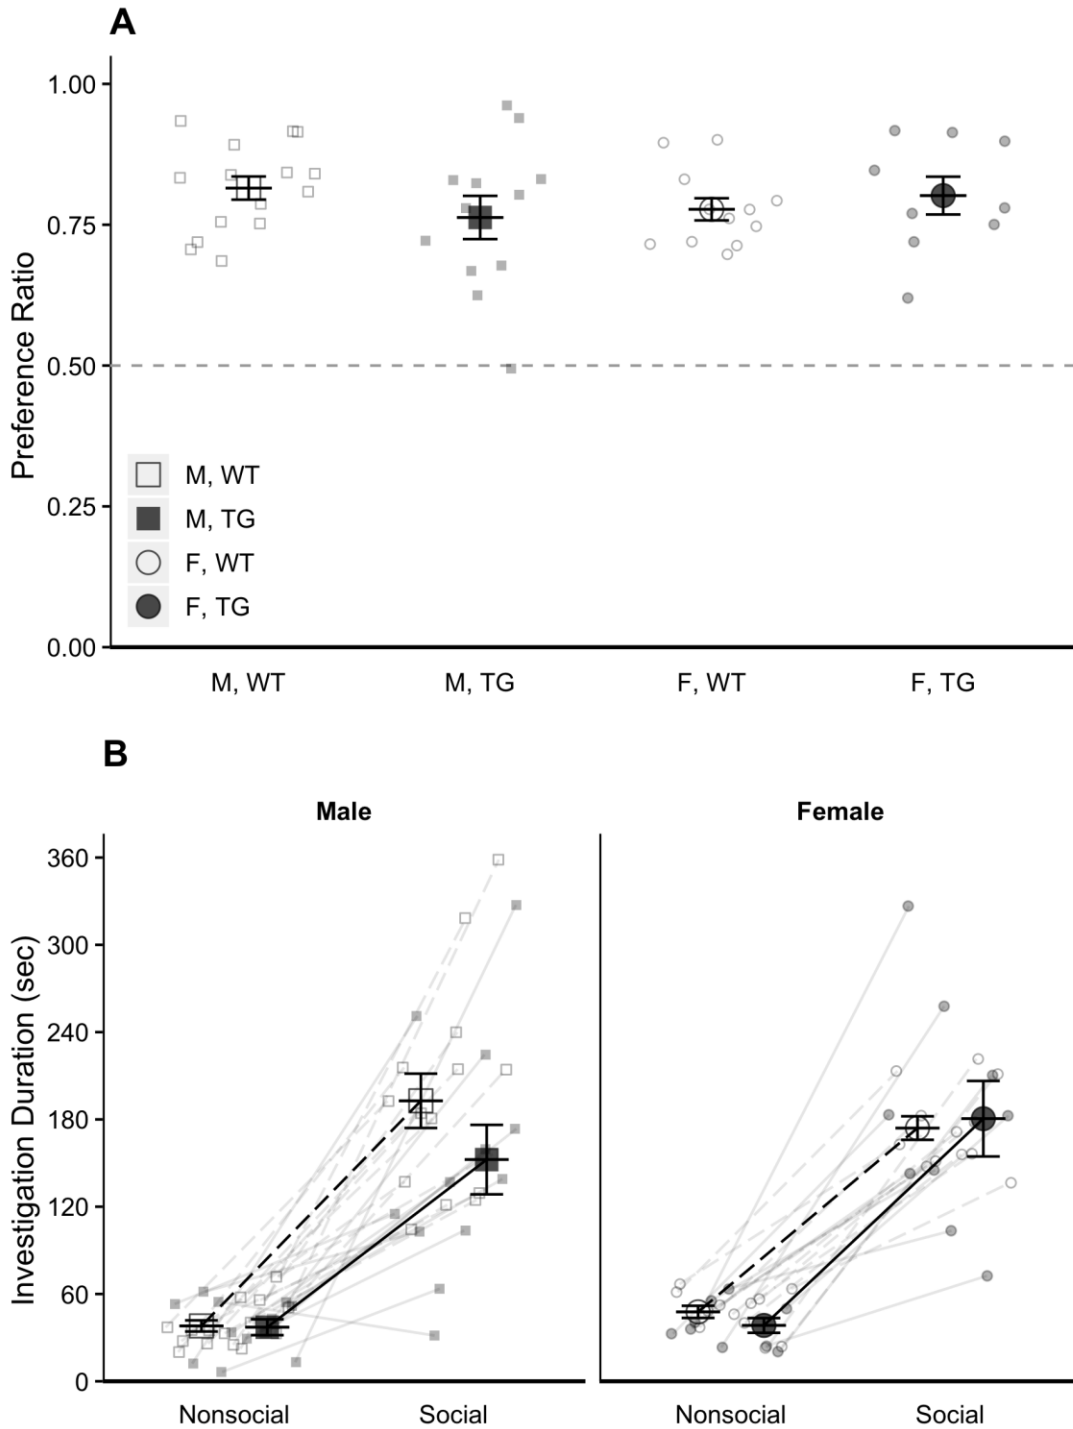 A
1.00
0.75
0.50
0.25
0.00
Preference Ratio
M, WT
M, TG
F, WT
F, TG
M, WT M, TG F, WT F, TG
B
Male Female
360
300
240
180
120
60
0
Investigation Duration (sec)
Nonsocial Social Nonsocial Social